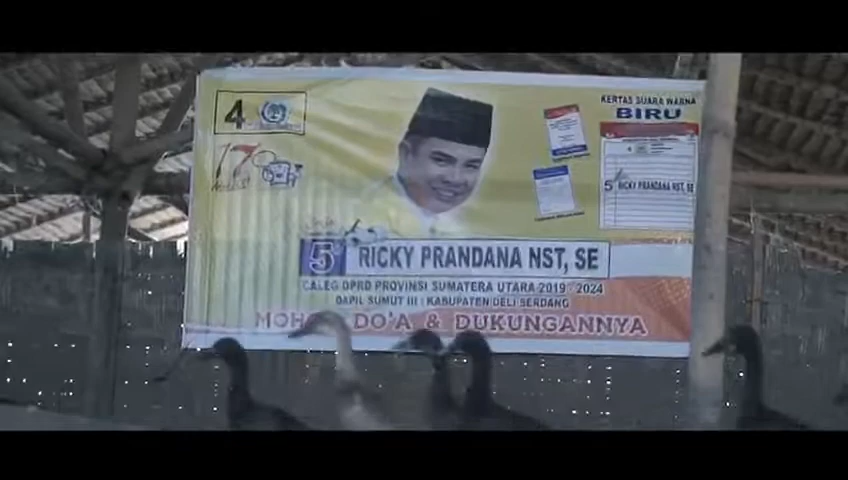 4
KERTAS SUARA WARNA
BIRU
17
5 RICKY PRANDANA NST. SE
5 RICKY PRANDANA NST, SE
CALEG DPRD PROVINSI SUMATERA UTARA 2019 - 2024
DAPIL SUMUT III KABUPATEN DELI SERDANG
MOHON DO'A & DUKUNGANNYA